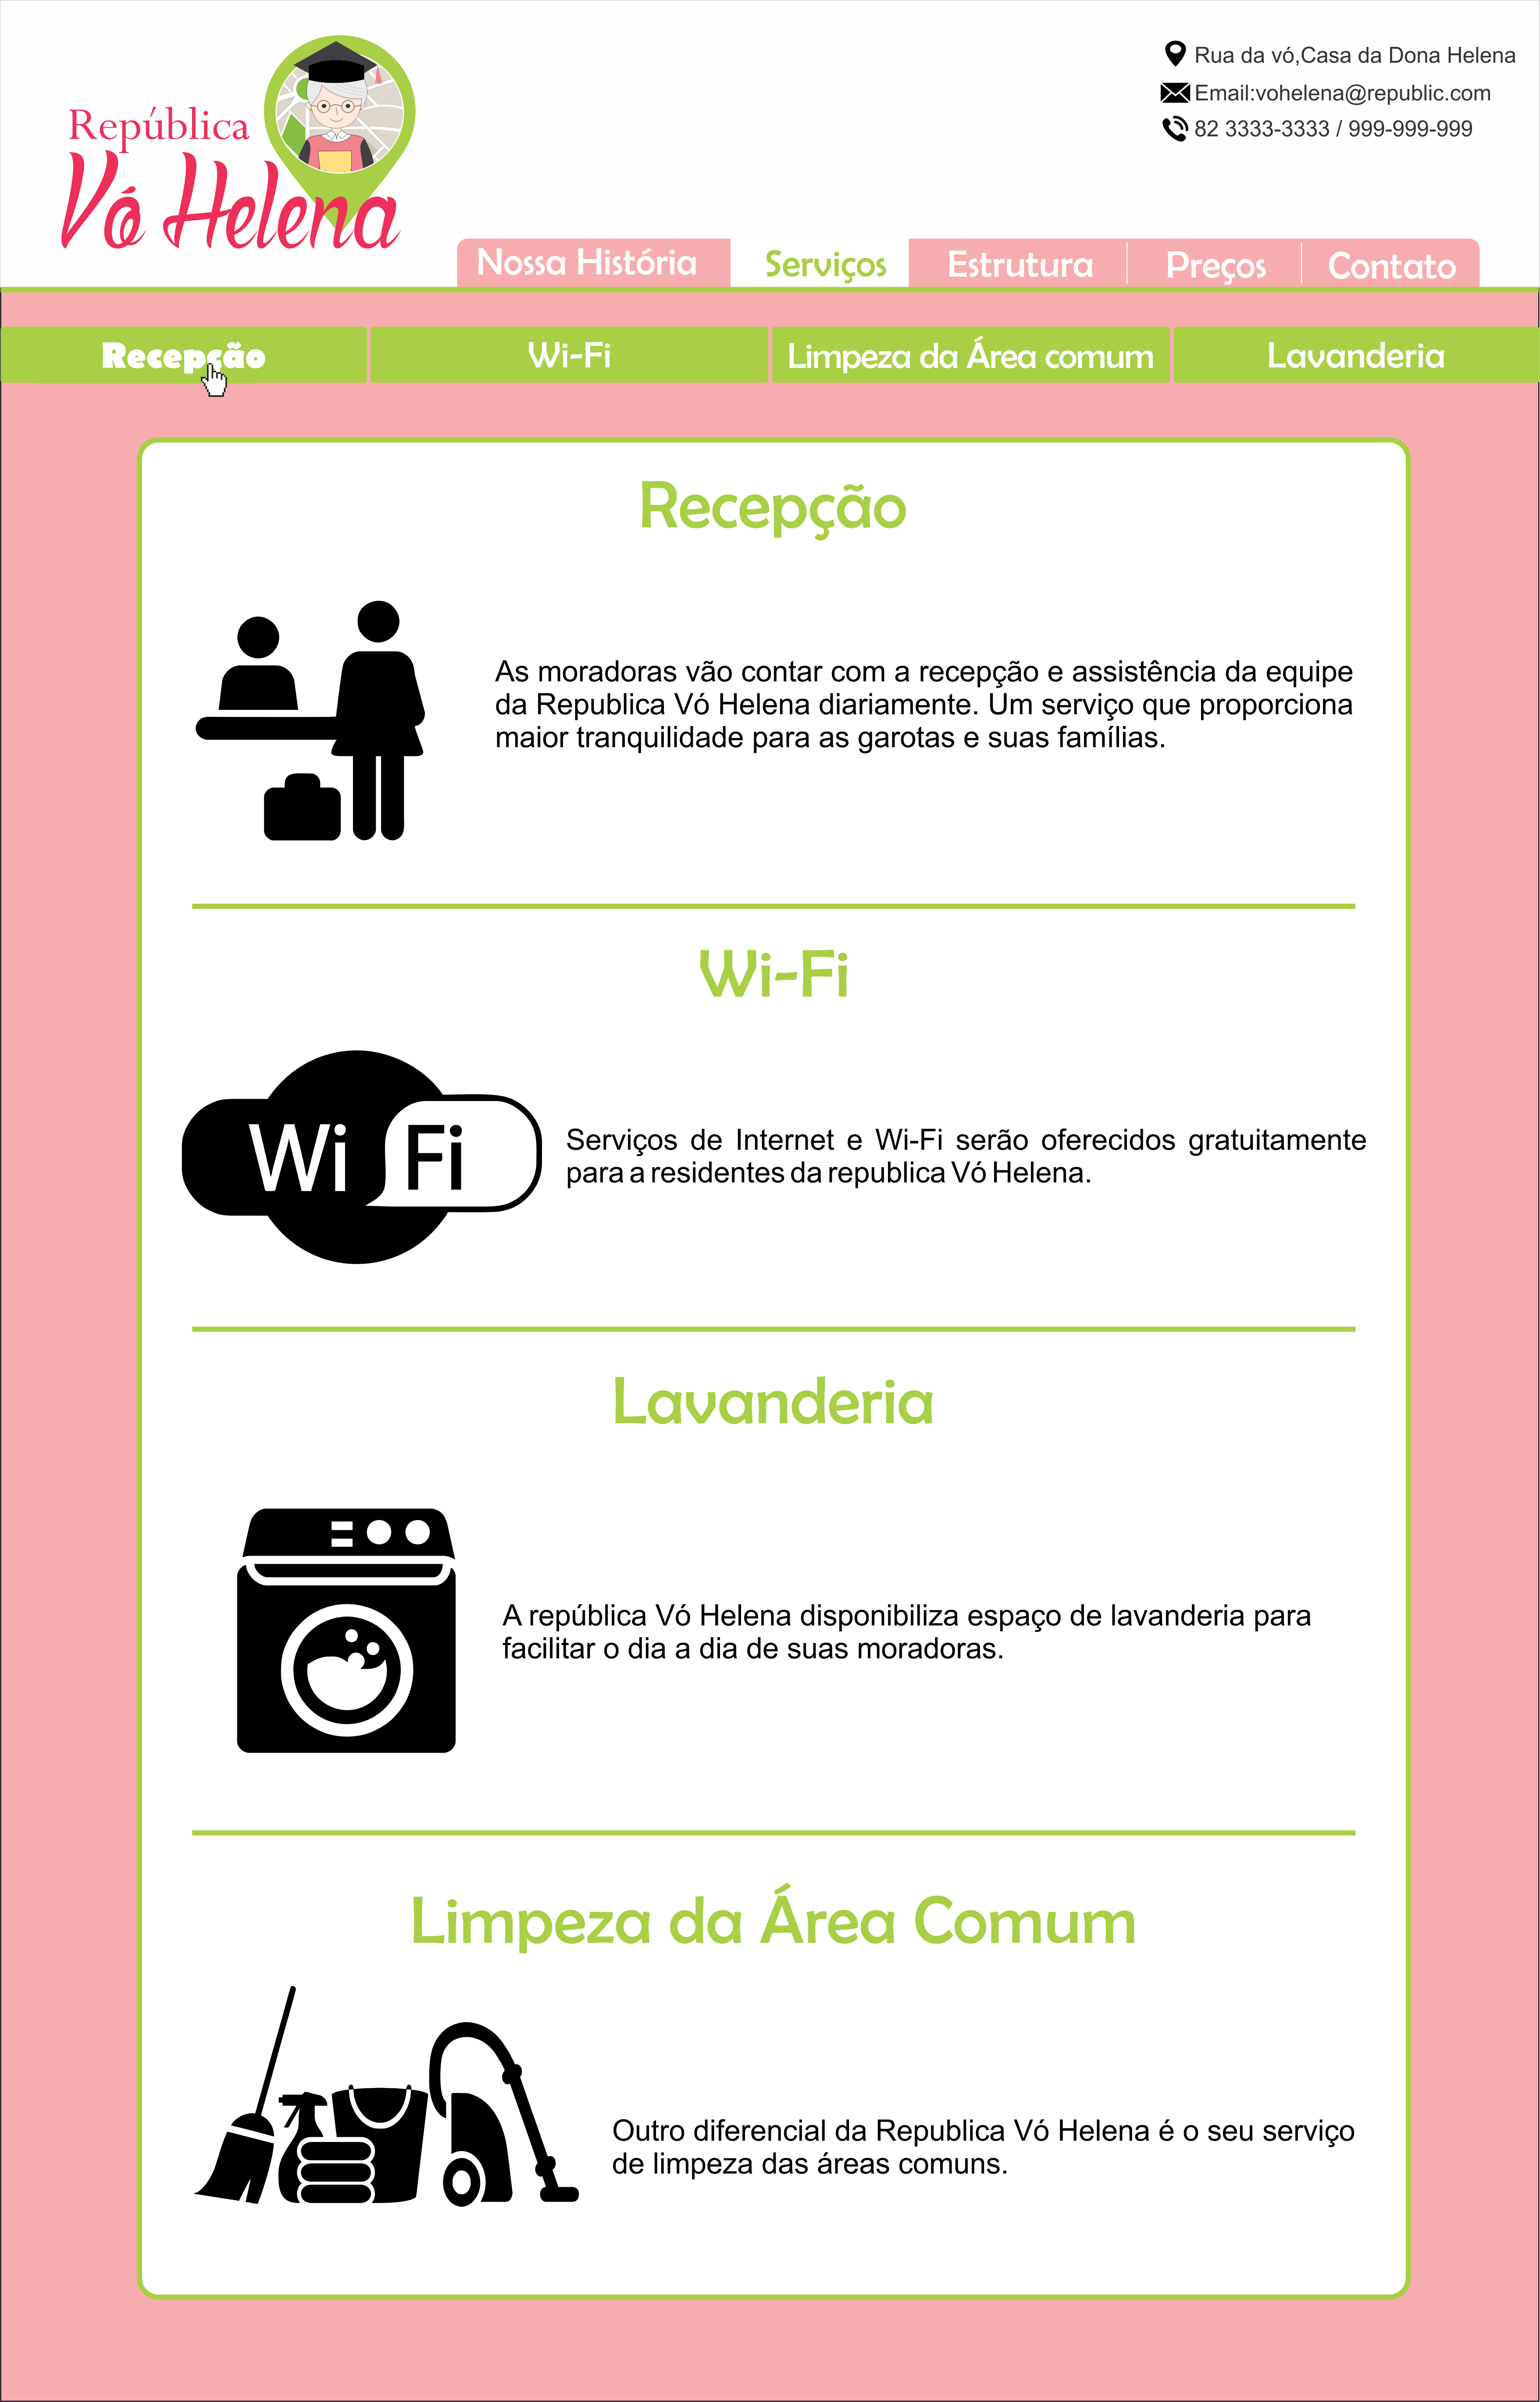 República
Vó Helena
Rua da vó,Casa da Dona Helena
Email:vohelena@republic.com
82 3333-3333 / 999-999-999
Nossa História
Serviços
Estrutura
Preços
Contato
Recepção
Wi-Fi
Limpeza da Área comum
Lavanderia
Recepção
As moradoras vão contar com a recepção e assistência da equipe
da Republica Vó Helena diariamente. Um serviço que proporciona
maior tranquilidade para as garotas e suas famílias.
Wi-Fi
Wi Fi
Serviços de Internet e Wi-Fi serão oferecidos gratuitamente
para a residentes da republica Vó Helena.
Lavanderia
A república Vó Helena disponibiliza espaço de lavanderia para
facilitar o dia a dia de suas moradoras.
Limpeza da Área Comum
Outro diferencial da Republica Vó Helena é o seu serviço
de limpeza das áreas comuns.